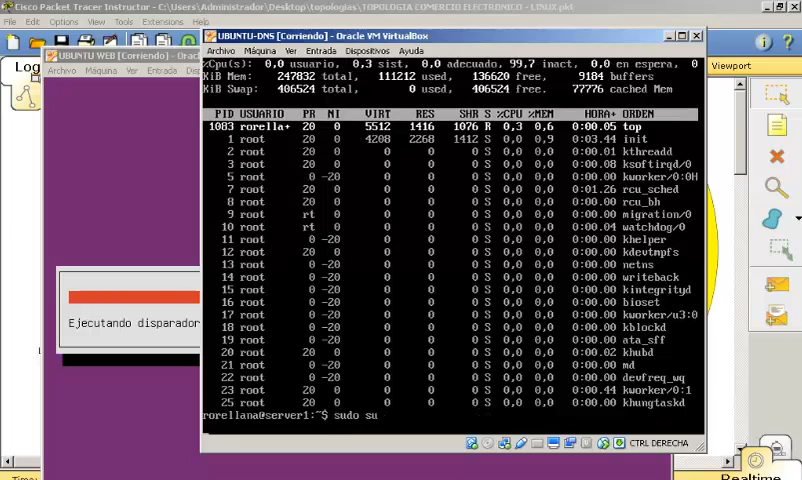 Cisco Packet Tracer Instructor - C:\Users\Administrador\Desktop\topologias\TOPOLOGIA COMERCIO ELECTRONICO - LINUX.pkt
File Edit View Tools Extensions Help
Log
UBUNTU WEB [Corriendo] - Orac
Archivo Máquina Ver Entrada Disp
UBUNTU-DNS [Corriendo] - Oracle VM VirtualBox
Archivo Máquina Ver Entrada Dispositivos Ayuda
Viewport
%Cpu(s): 0,0 usuario, 0,3 sist, 0,0 adecuado, 99,7 inact, 0,0 en espera, 0
KiB Mem: 247832 total, 111212 used, 136620 free, 9184 buffers
KiB Swap: 406524 total, 0 used, 406524 free. 77776 cached Mem
PID USUARIO PR NI VIRT RES SHR S %CPU %MEM HORA+ ORDEN
1083 rorella+ 20 0 5512 1416 1076 R 0,3 0,6 0:00.05 top
1 root 20 0 4208 2268 1412 S 0,0 0,9 0:03.44 init
2 root 20 0 0 0 0 S 0,0 0,0 0:00.01 kthreadd
3 root 20 0 0 0 0 S 0,0 0,0 0:00.08 ksoftirqd/0
5 root 0 -20 0 0 0 S 0,0 0,0 0:00.00 kworker/0:0H
7 root 20 0 0 0 0 S 0,0 0,0 0:01.26 rcu_sched
8 root 20 0 0 0 0 S 0,0 0,0 0:00.00 rcu_bh
9 root rt 0 0 0 0 S 0,0 0,0 0:00.00 migration/0
10 root rt 0 0 0 0 S 0,0 0,0 0:00.04 watchdog/0
11 root 0 -20 0 0 0 S 0,0 0,0 0:00.00 khelper
12 root 20 0 0 0 0 S 0,0 0,0 0:00.00 kdevtmpfs
13 root 0 -20 0 0 0 S 0,0 0,0 0:00.00 netns
14 root 0 -20 0 0 0 S 0,0 0,0 0:00.00 writeback
15 root 0 -20 0 0 0 S 0,0 0,0 0:00.00 kintegrityd
16 root 0 -20 0 0 0 S 0,0 0,0 0:00.00 bioset
17 root 0 -20 0 0 0 S 0,0 0,0 0:00.00 kworker/u3:0
18 root 0 -20 0 0 0 S 0,0 0,0 0:00.00 kblockd
19 root 0 -20 0 0 0 S 0,0 0,0 0:00.00 ata_sff
20 root 20 0 0 0 0 S 0,0 0,0 0:00.02 khubd
21 root 0 -20 0 0 0 S 0,0 0,0 0:00.00 md
22 root 0 -20 0 0 0 S 0,0 0,0 0:00.00 devfreq_wq
23 root 20 0 0 0 0 S 0,0 0,0 0:00.44 kworker/0:1
25 root 20 0 0 0 0 S 0,0 0,0 0:00.00 khungtaskd
rorellana@server1:~$ sudo su
Ejecutando disparador
CTRL DERECHA
Time:
Realtime